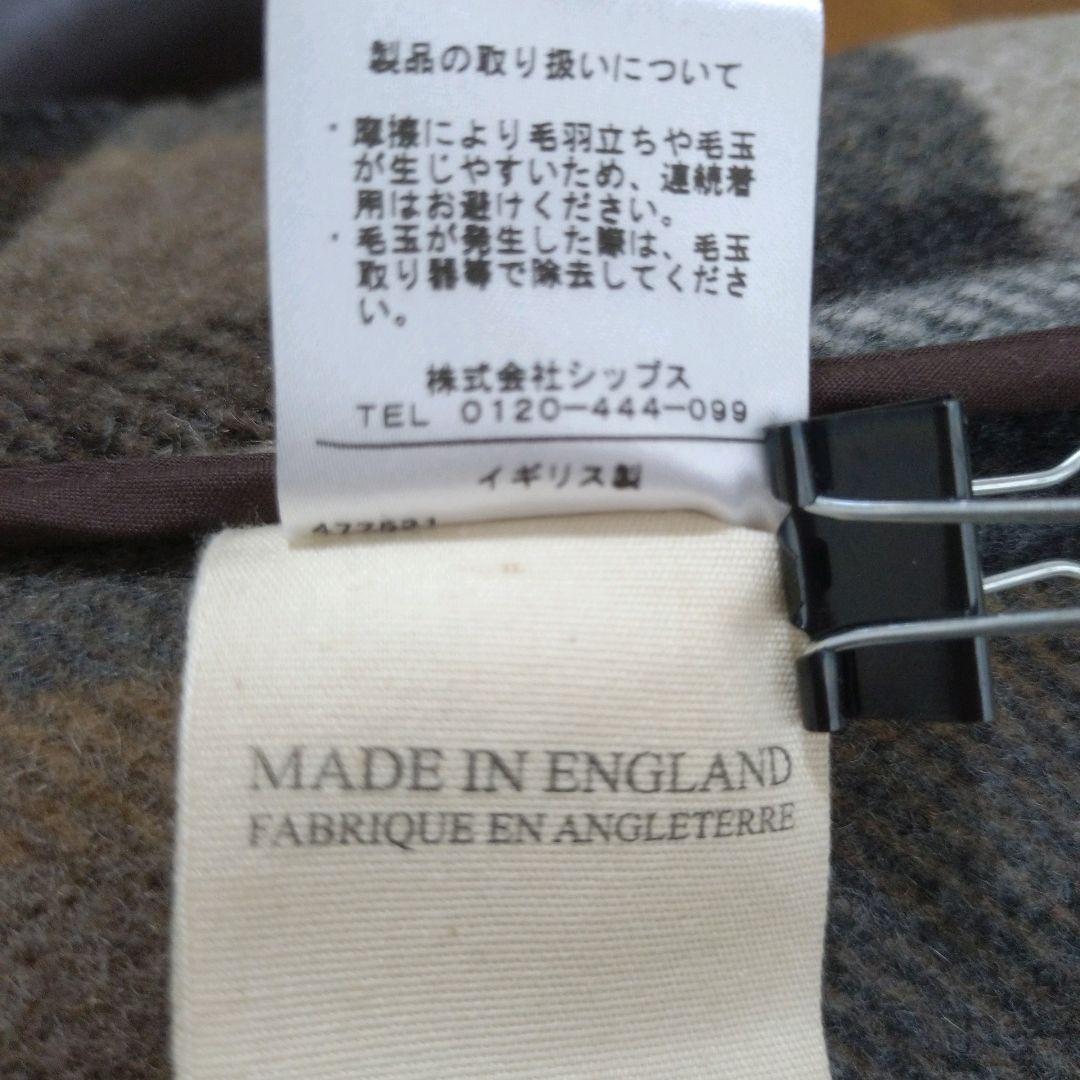 製品の取り扱いについて
・摩擦により毛羽立ちや毛玉
が生じやすいため、連続着
用はお避けください。
・毛玉が発生した際は、毛玉
取り器等で除去してくださ
い。
株式会社シップス
TEL 0120-444-099
イギリス製
MADE IN ENGLAND
FABRIQUE EN ANGLETERRE